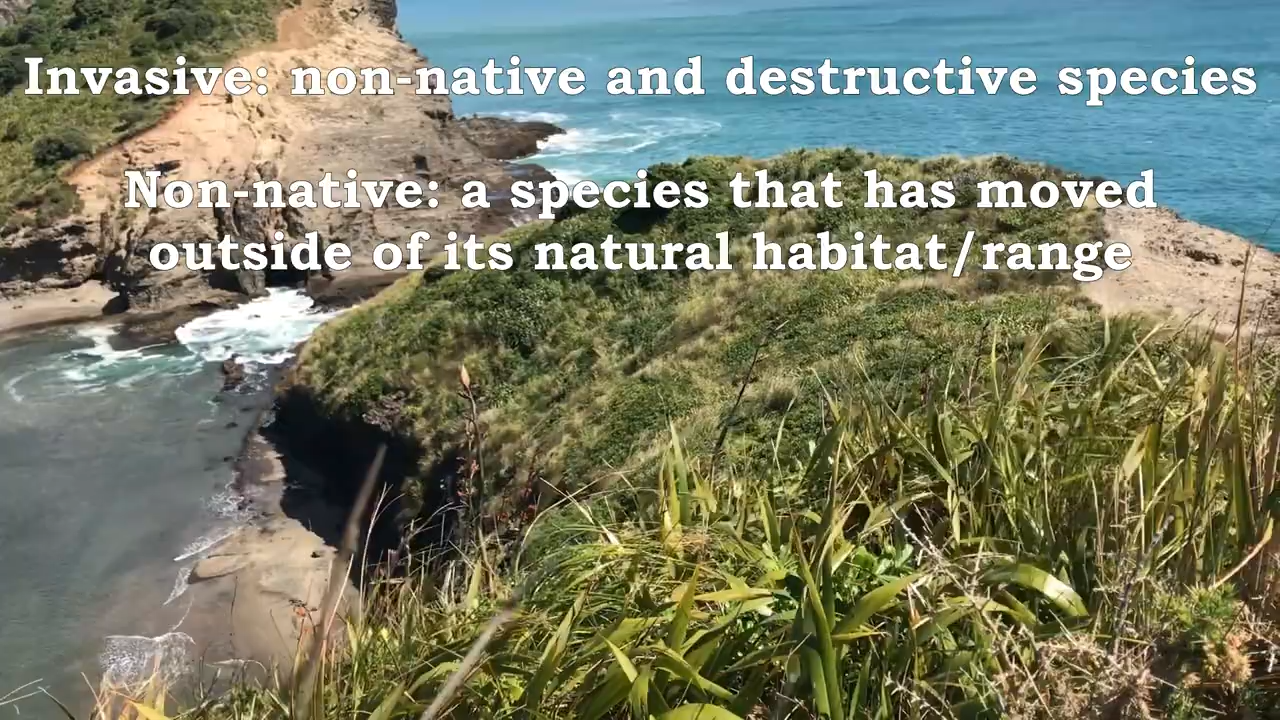 Invasive: non-native and destructive species
Non-native: a species that has moved
outside of its natural habitat/range